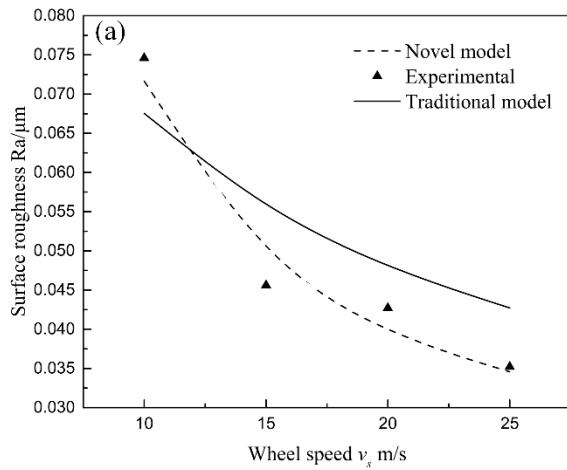 (a)
Novel model
Experimental
Traditional model
Surface roughness Ra/μm
0.080
0.075
0.070
0.065
0.060
0.055
0.050
0.045
0.040
0.035
0.030
10
15
20
25
Wheel speed vₛ m/s